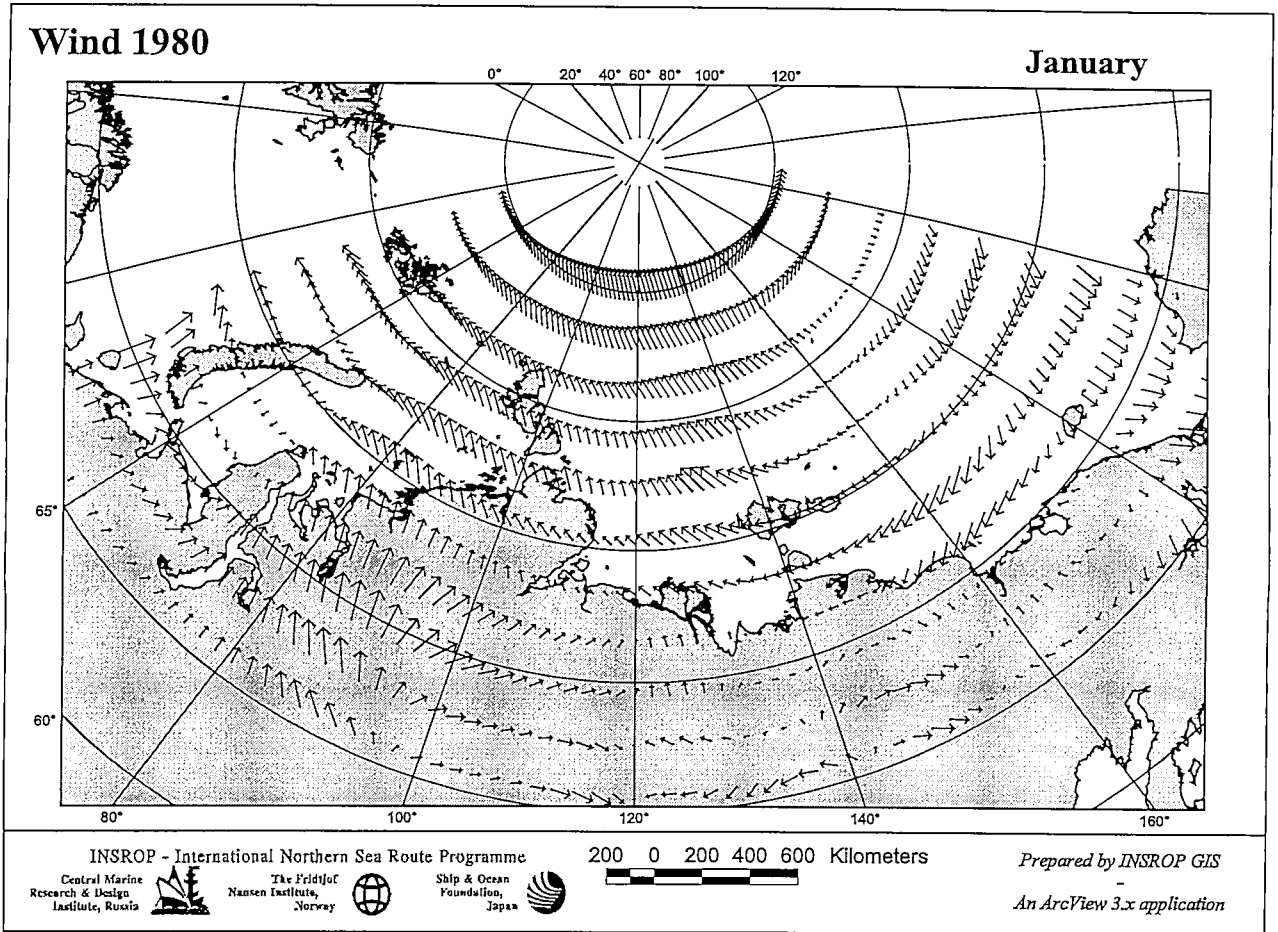 Wind 1980
January
0° 20° 40° 60° 80° 100° 120°
65°
60°
80° 100° 120° 140° 160°
INSROP - International Northern Sea Route Programme
Central Marine
Research & Design
Institute, Russia
The Fridtjof
Nansen Institute,
Norway
Ship & Ocean
Foundation,
Japan
200 0 200 400 600 Kilometers
Prepared by INSROP GIS
–
An ArcView 3.x application